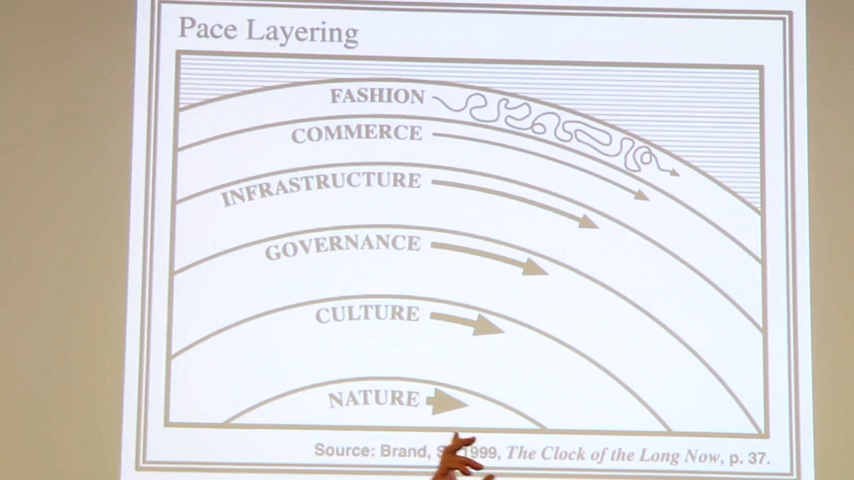 Pace Layering
FASHION
COMMERCE
INFRASTRUCTURE
GOVERNANCE
CULTURE
NATURE
Source: Brand, 1999, The Clock of the Long Now, p. 37.